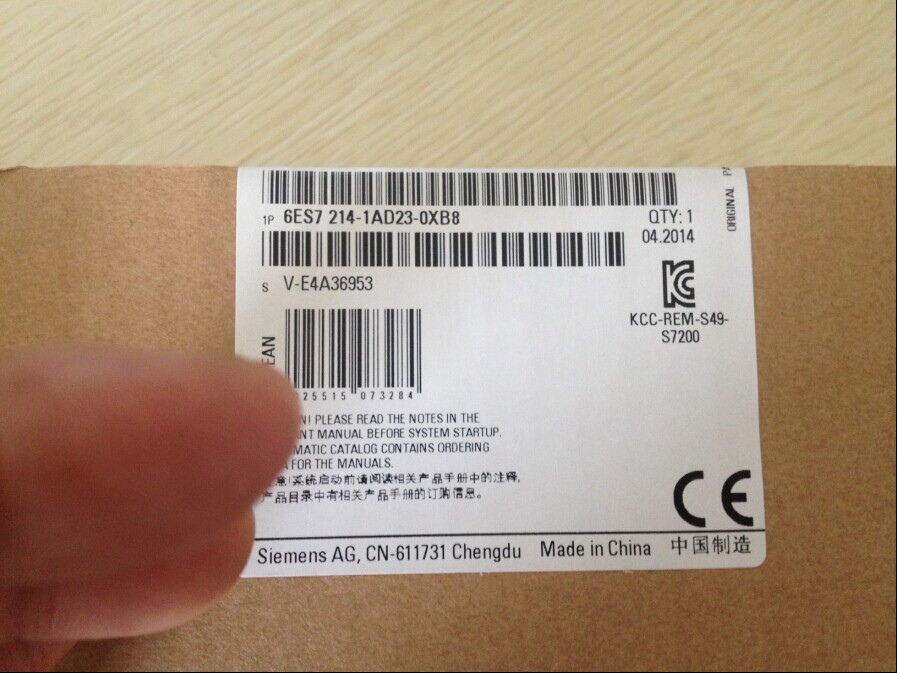 1P 6ES7 214-1AD23-0XB8
QTY: 1
04.2014
ORIGINAL
S V-E4A36953
KCC-REM-S49-
S7200
EAN
25515 073284
PLEASE READ THE NOTES IN THE
MANUAL BEFORE SYSTEM STARTUP.
CATALOG CONTAINS ORDERING
FOR THE MANUALS.
意!系统启动前请阅读相关产品手册中的注释,
产品目录中有相关产品手册的订购信息。
CE
Siemens AG, CN-611731 Chengdu Made in China 中国制造